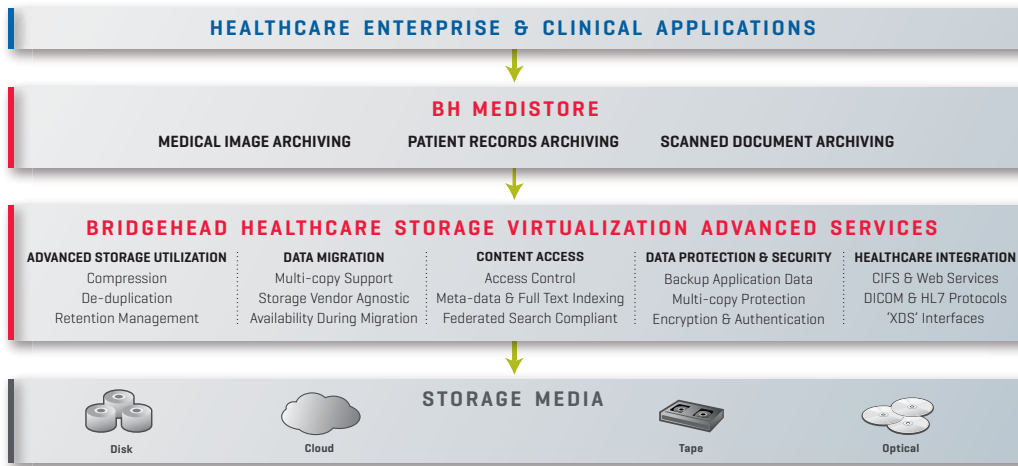 HEALTHCARE ENTERPRISE & CLINICAL APPLICATIONS
BH MEDISTORE
MEDICAL IMAGE ARCHIVING PATIENT RECORDS ARCHIVING SCANNED DOCUMENT ARCHIVING
BRIDGEHEAD HEALTHCARE STORAGE VIRTUALIZATION ADVANCED SERVICES
ADVANCED STORAGE UTILIZATION
Compression
De-duplication
Retention Management
DATA MIGRATION
Multi-copy Support
Storage Vendor Agnostic
Availability During Migration
CONTENT ACCESS
Access Control
Meta-data & Full Text Indexing
Federated Search Compliant
DATA PROTECTION & SECURITY
Backup Application Data
Multi-copy Protection
Encryption & Authentication
HEALTHCARE INTEGRATION
CIFS & Web Services
DICOM & HL7 Protocols
'XDS' Interfaces
STORAGE MEDIA
Disk Cloud Tape Optical